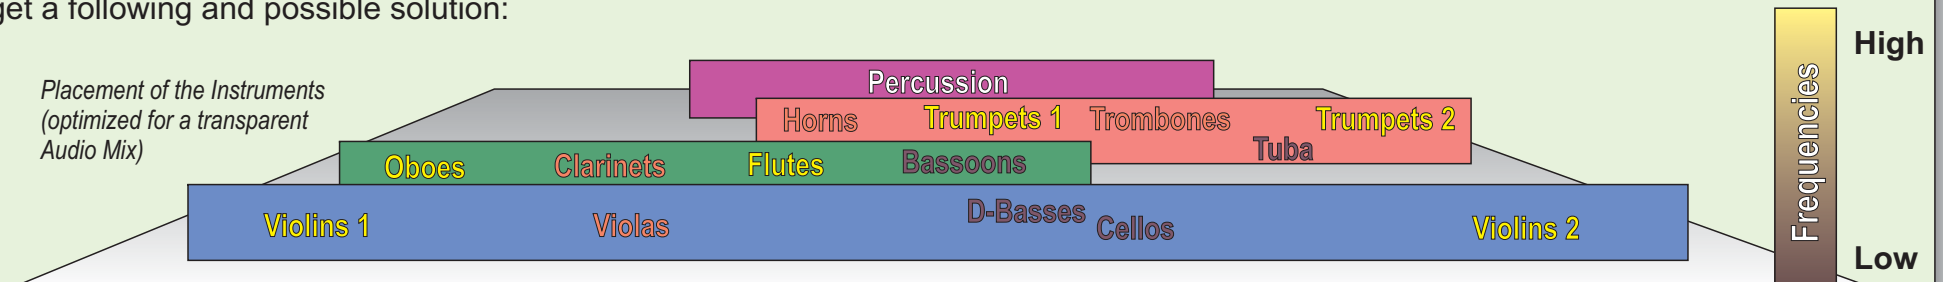 get a following and possible solution:
Placement of the Instruments
(optimized for a transparent
Audio Mix)
Percussion
Horns Trumpets 1 Trombones Trumpets 2
Tuba
Oboes Clarinets Flutes Bassoons
D-Basses
Violins 1 Violas Cellos Violins 2
High
Frequencies
Low